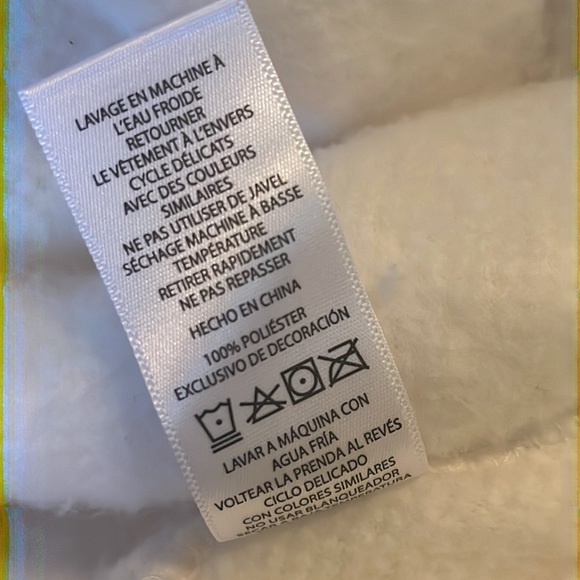 LAVAGE EN MACHINE À
L'EAU FROIDE
RETOURNER
LE VÊTEMENT À L'ENVERS
CYCLE DÉLICATS
AVEC DES COULEURS
SIMILAIRES
NE PAS UTILISER DE JAVEL
SÉCHAGE MACHINE À BASSE
TEMPÉRATURE
RETIRER RAPIDEMENT
NE PAS REPASSER
HECHO EN CHINA
100% POLIÉSTER
EXCLUSIVO DE DECORACIÓN
LAVAR A MÁQUINA CON
AGUA FRÍA
VOLTEAR LA PRENDA AL REVÉS
CICLO DELICADO
CON COLORES SIMILARES
NO USAR BLANQUEADOR
SECAR A TEMPERATURA